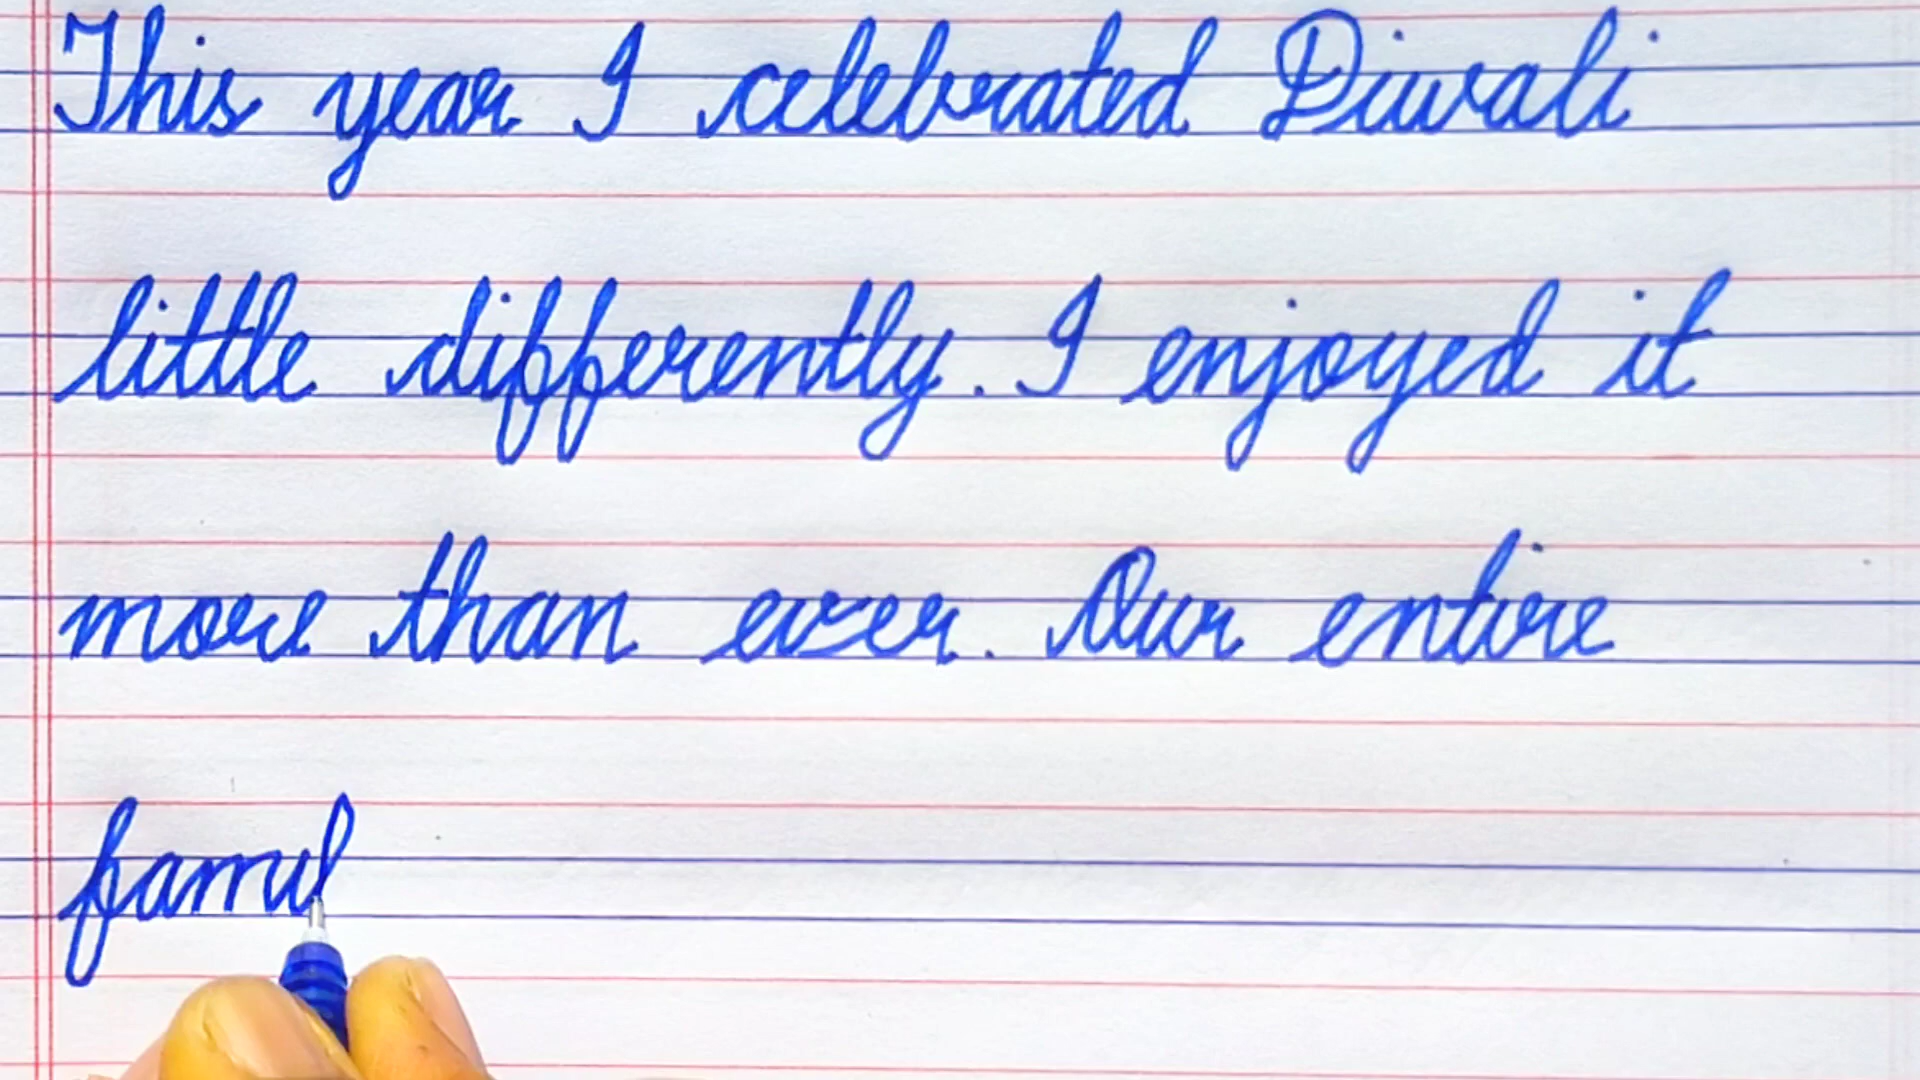 This year I celebrated Diwali
little differently. I enjoyed it
more than ever. Our entire
famil